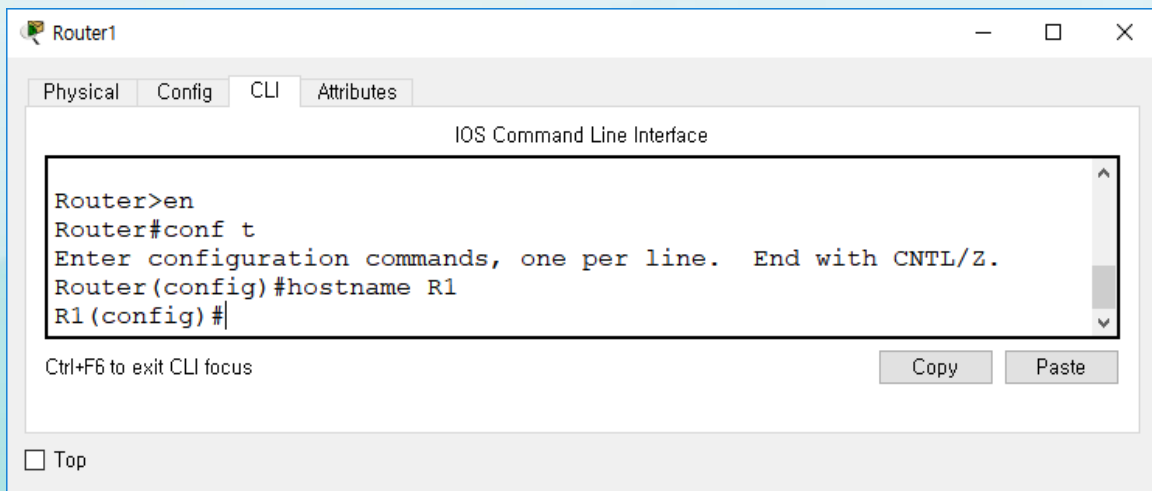 Router1
Physical Config CLI Attributes
IOS Command Line Interface
Router>en
Router#conf t
Enter configuration commands, one per line.  End with CNTL/Z.
Router(config)#hostname R1
R1(config)#
Ctrl+F6 to exit CLI focus
Copy Paste
Top